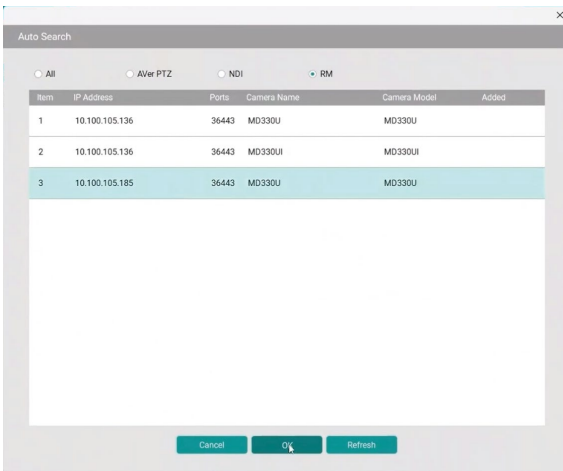 Auto Search
All AVer PTZ NDI RM
Item IP Address Ports Camera Name Camera Model Added
1 10.100.105.136 36443 MD330U MD330U
2 10.100.105.136 36443 MD330UI MD330UI
3 10.100.105.185 36443 MD330U MD330U
Cancel OK Refresh